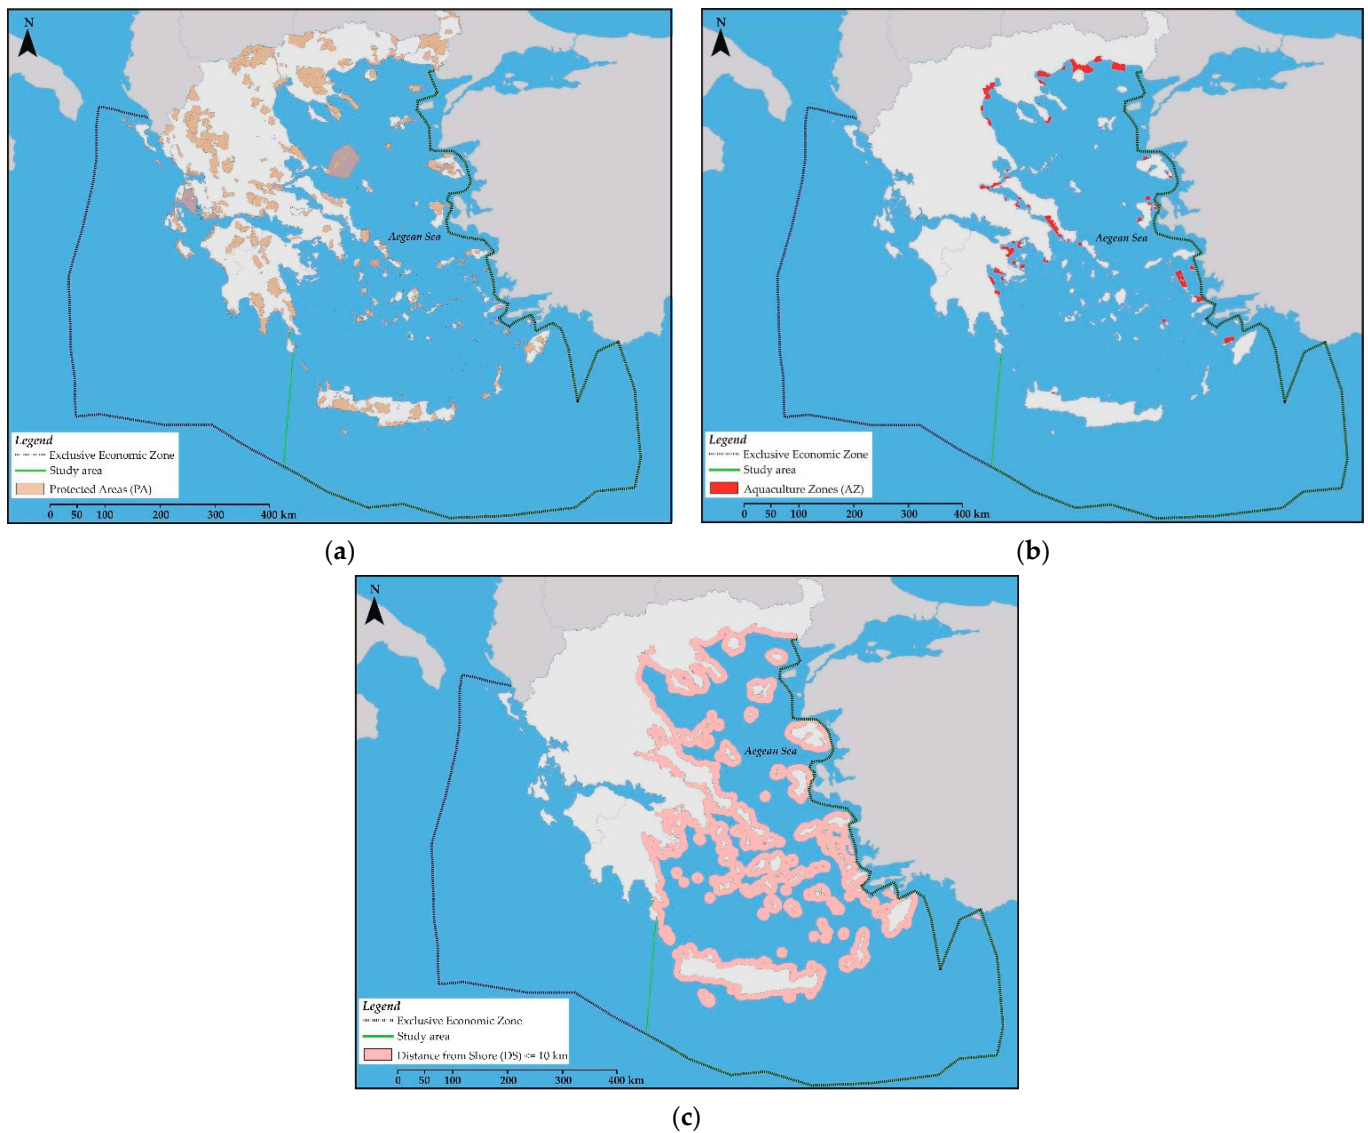 N
Aegean Sea
Legend
Exclusive Economic Zone
Study area
Protected Areas (PA)
0 50 100 200 300 400 km
(a)
N
Aegean Sea
Legend
Exclusive Economic Zone
Study area
Aquaculture Zones (AZ)
0 50 100 200 300 400 km
(b)
N
Aegean Sea
Legend
Exclusive Economic Zone
Study area
Distance from Shore (DS) <= 10 km
0 50 100 200 300 400 km
(c)